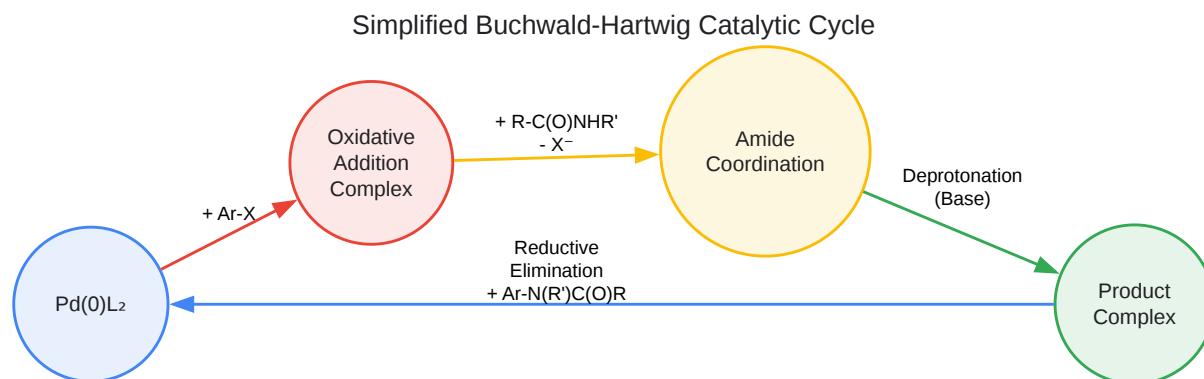 Simplified Buchwald-Hartwig Catalytic Cycle
Oxidative
Addition
Complex
+ R-C(O)NHR'
- X⁻
Amide
Coordination
+ Ar-X
Deprotonation
(Base)
Reductive
Elimination
+ Ar-N(R')C(O)R
Pd(0)L₂
Product
Complex